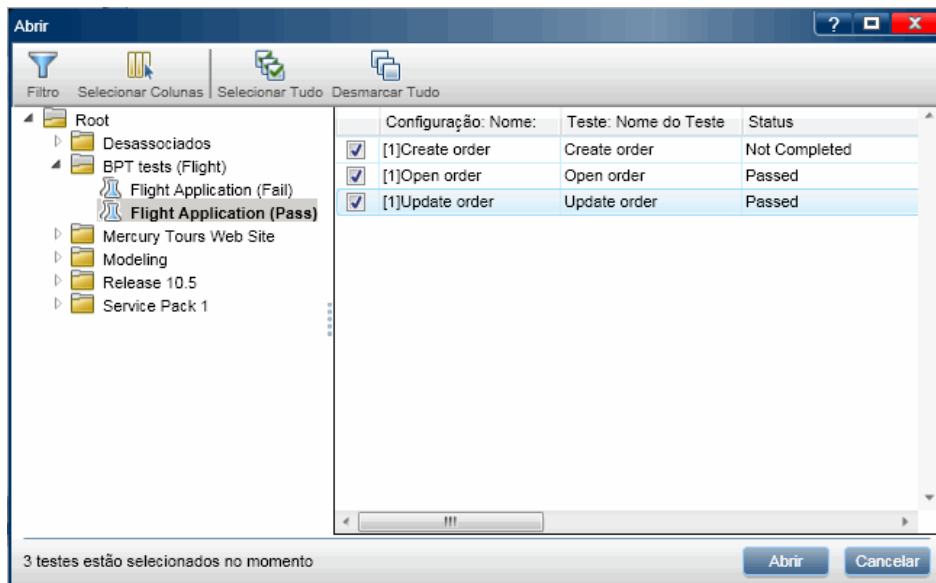 Abrir
?
X
Filtro
Selecionar Colunas
Selecionar Tudo
Desmarcar Tudo
Root
Desassociados
BPT tests (Flight)
Flight Application (Fail)
Flight Application (Pass)
Mercury Tours Web Site
Modeling
Release 10.5
Service Pack 1
Configuração: Nome: Teste: Nome do Teste Status
[1]Create order Create order Not Completed
[1]Open order Open order Passed
[1]Update order Update order Passed
3 testes estão selecionados no momento
Abrir
Cancelar